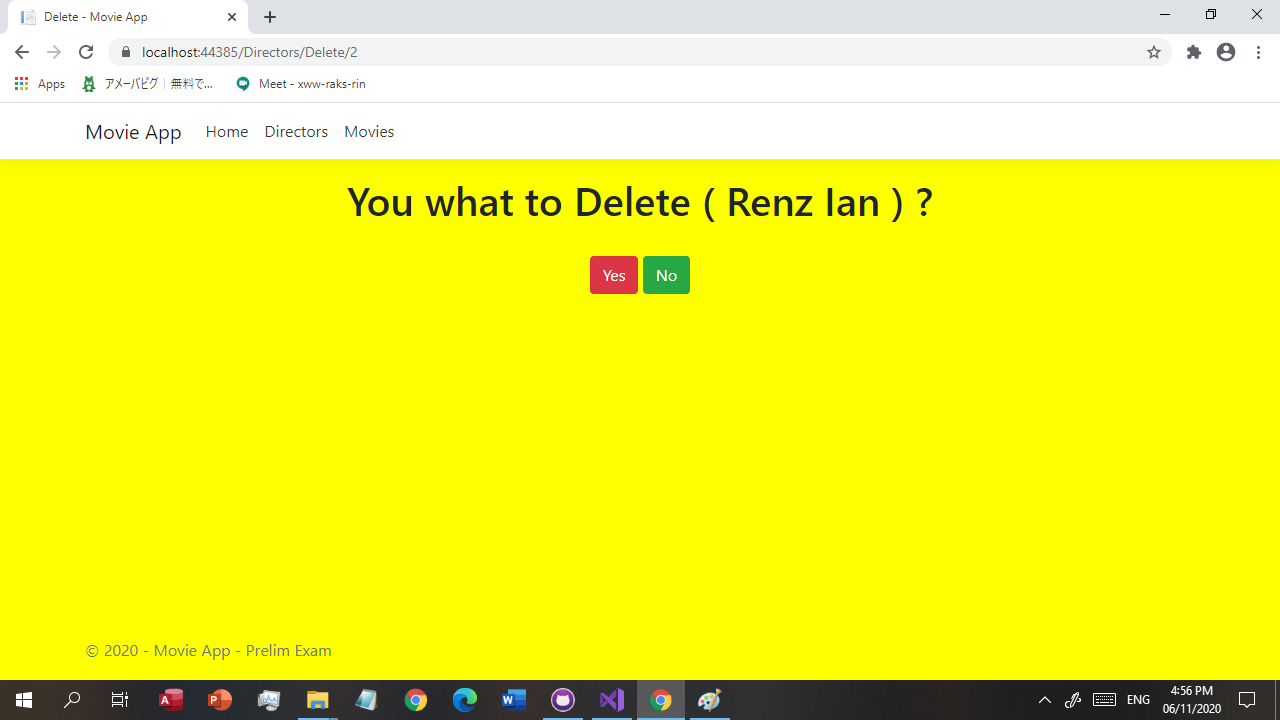 Delete - Movie App
localhost:44385/Directors/Delete/2
Apps
アメーバピグ｜無料で...
Meet - xww-raks-rin
Movie App
Home
Directors
Movies
You what to Delete ( Renz Ian ) ?
Yes
No
© 2020 - Movie App - Prelim Exam
ENG
4:56 PM
06/11/2020